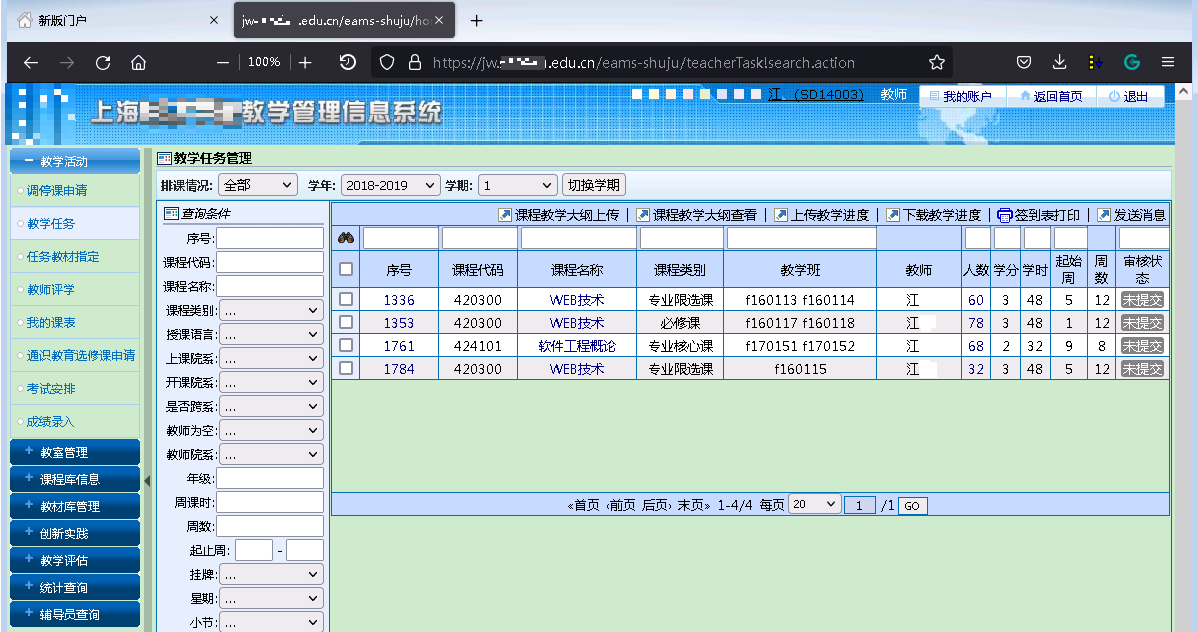 新版门户
jw- .edu.cn/eams-shuju/ho
100%
https://jw. .edu.cn/eams-shuju/teacherTask!search.action
上海 教学管理信息系统
江 (SD14003) 教师 我的账户 返回首页 退出
教学活动
调停课申请
教学任务
任务教材指定
教师评学
我的课表
通识教育选修课申请
考试安排
成绩录入
教室管理
课程库信息
教材库管理
创新实践
教学评估
统计查询
辅导员查询
教学任务管理
排课情况: 全部 学年: 2018-2019 学期: 1 切换学期
查询条件
序号:
课程代码:
课程名称:
课程类别: ...
授课语言: ...
上课院系: ...
开课院系: ...
是否跨系: ...
教师为空: ...
教师院系: ...
年级:
周课时:
周数:
起止周: -
挂牌: ...
星期: ...
小节: ...
课程教学大纲上传 课程教学大纲查看 上传教学进度 下载教学进度 签到表打印 发送消息
序号 课程代码 课程名称 课程类别 教学班 教师 人数 学分 学时 起始周 周数 审核状态
1336 420300 WEB技术 专业限选课 f160113 f160114 江 60 3 48 5 12 未提交
1353 420300 WEB技术 必修课 f160117 f160118 江 78 3 48 1 12 未提交
1761 424101 软件工程概论 专业核心课 f170151 f170152 江 68 2 32 9 8 未提交
1784 420300 WEB技术 专业限选课 f160115 江 32 3 48 5 12 未提交
«首页 ‹前页 后页› 末页» 1-4/4 每页 20 1 /1 GO